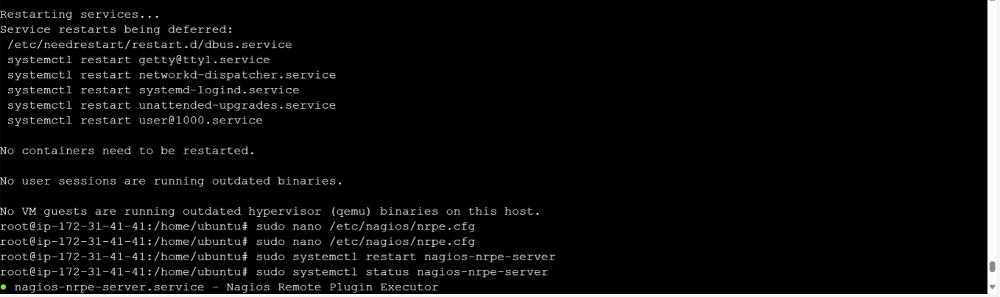 Restarting services...
Service restarts being deferred:
 /etc/needrestart/restart.d/dbus.service
 systemctl restart getty@tty1.service
 systemctl restart networkd-dispatcher.service
 systemctl restart systemd-logind.service
 systemctl restart unattended-upgrades.service
 systemctl restart user@1000.service

No containers need to be restarted.

No user sessions are running outdated binaries.

No VM guests are running outdated hypervisor (qemu) binaries on this host.
root@ip-172-31-41-41:/home/ubuntu# sudo nano /etc/nagios/nrpe.cfg
root@ip-172-31-41-41:/home/ubuntu# sudo nano /etc/nagios/nrpe.cfg
root@ip-172-31-41-41:/home/ubuntu# sudo systemctl restart nagios-nrpe-server
root@ip-172-31-41-41:/home/ubuntu# sudo systemctl status nagios-nrpe-server
● nagios-nrpe-server.service - Nagios Remote Plugin Executor